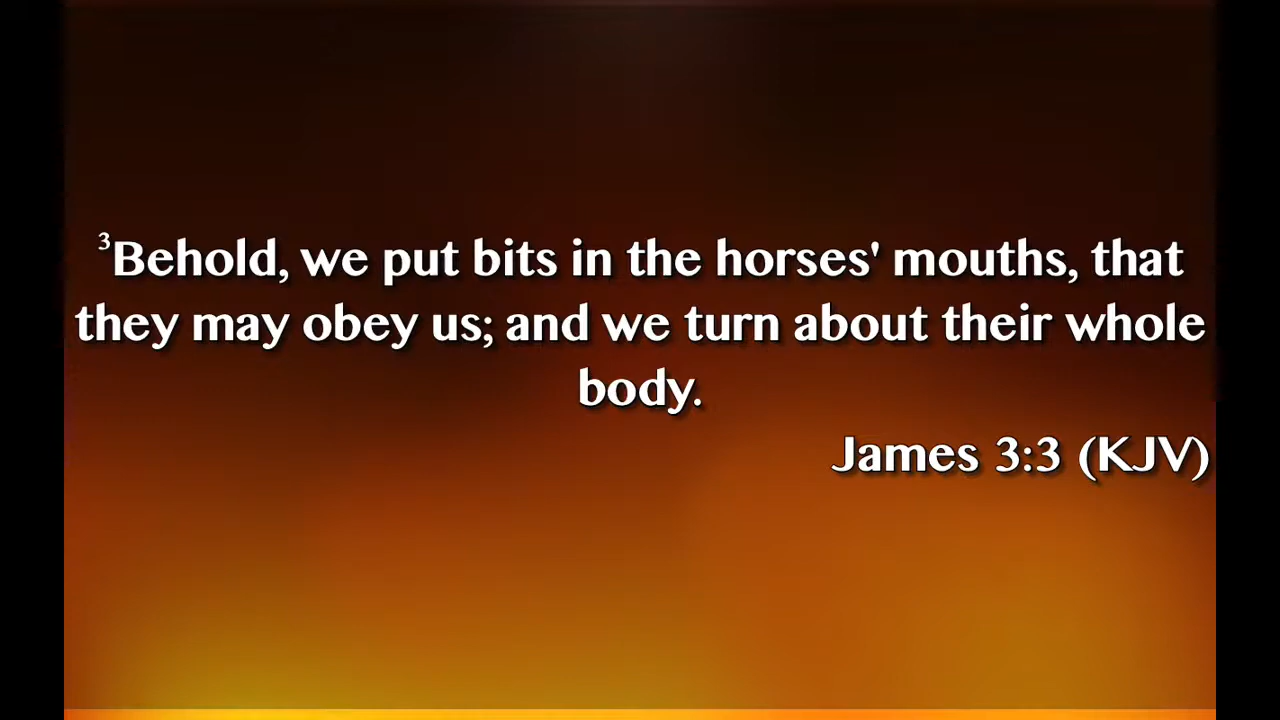 ³Behold, we put bits in the horses' mouths, that
they may obey us; and we turn about their whole
body.
James 3:3 (KJV)